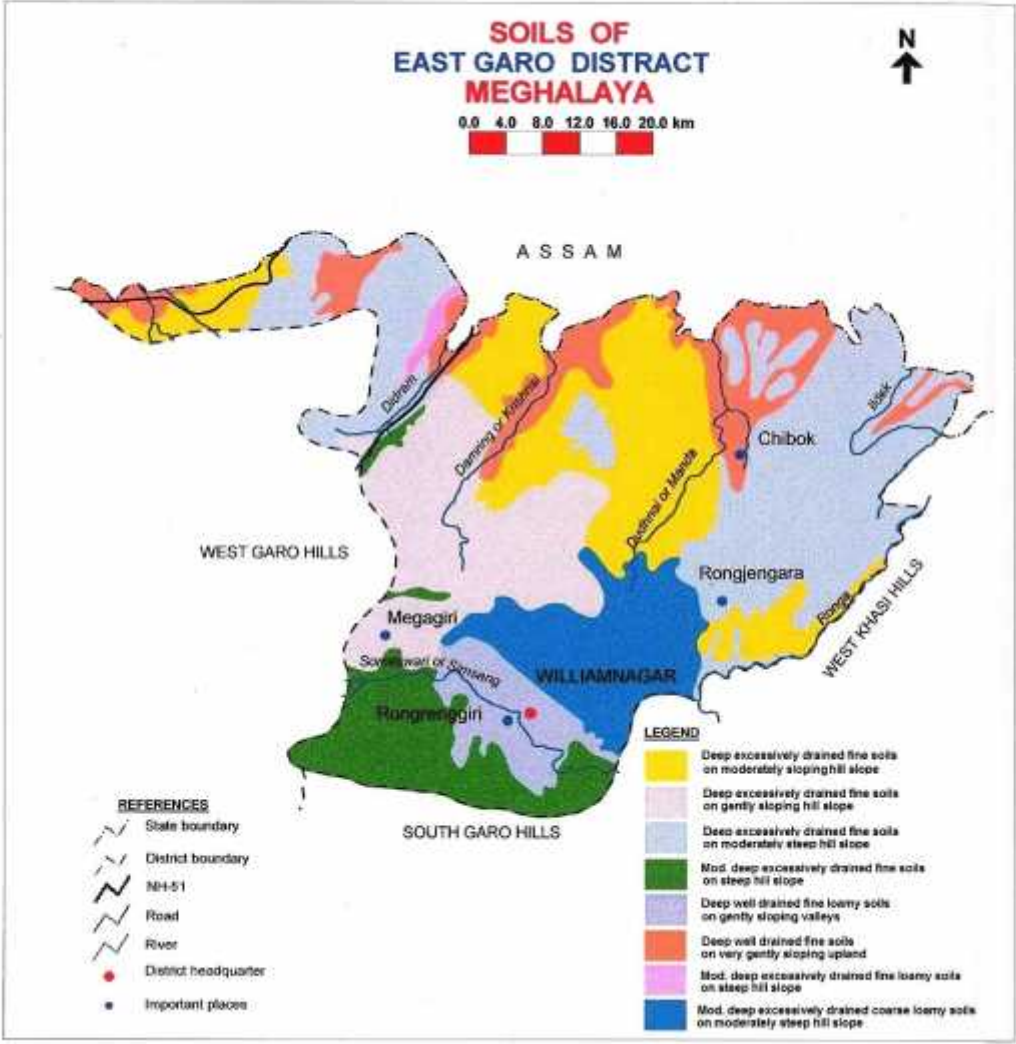 SOILS OF
EAST GARO DISTRACT
MEGHALAYA
N
0.0 4.0 8.0 12.0 16.0 20.0 km
ASSAM
Didram
Damring or Krishnai
Jildek
Chibok
Dudhnai or Manda
WEST GARO HILLS
Rongjengara
Ronga
WEST KHASI HILLS
Megagiri
Someswari or Simsang
WILLIAMNAGAR
Rongrenggiri
SOUTH GARO HILLS
REFERENCES
State boundary
District boundary
NH-51
Road
River
District headquarter
Important places
LEGEND
Deep excessively drained fine soils
on moderately sloping hill slope
Deep excessively drained fine soils
on gently sloping hill slope
Deep excessively drained fine soils
on moderately steep hill slope
Mod. deep excessively drained fine soils
on steep hill slope
Deep well drained fine loamy soils
on gently sloping valleys
Deep well drained fine soils
on very gently sloping upland
Mod. deep excessively drained fine loamy soils
on steep hill slope
Mod. deep excessively drained coarse loamy soils
on moderately steep hill slope